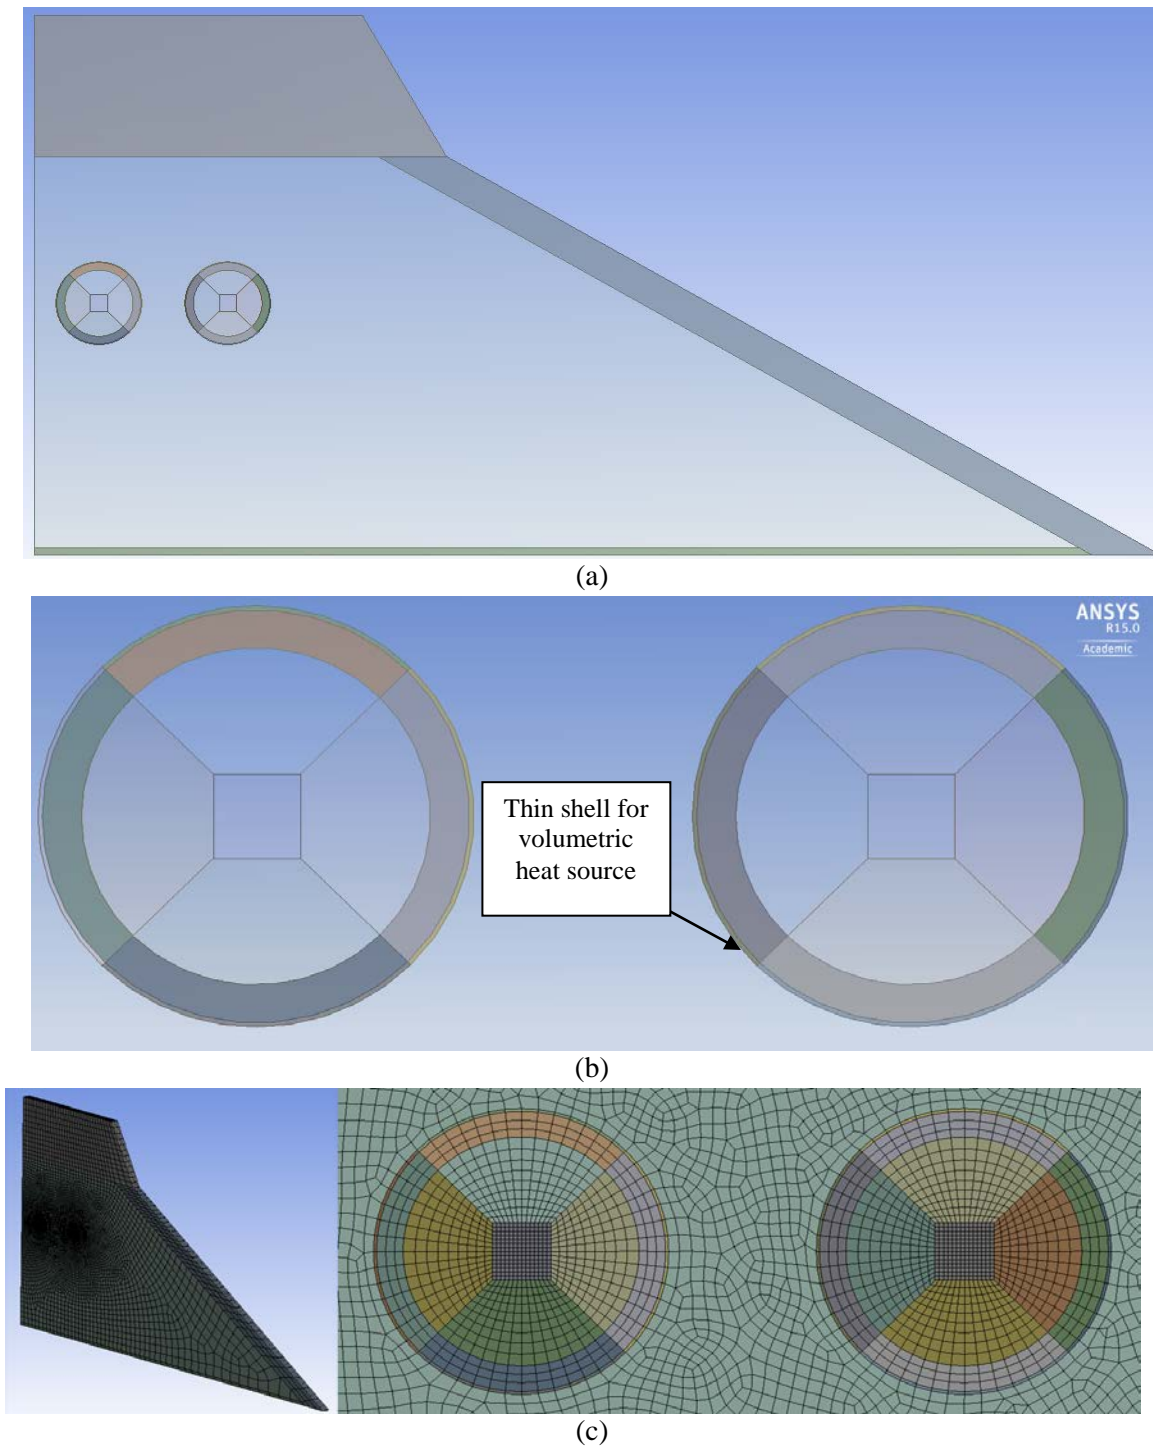 (a)
ANSYS
R15.0
Academic
Thin shell for
volumetric
heat source
(b)
(c)